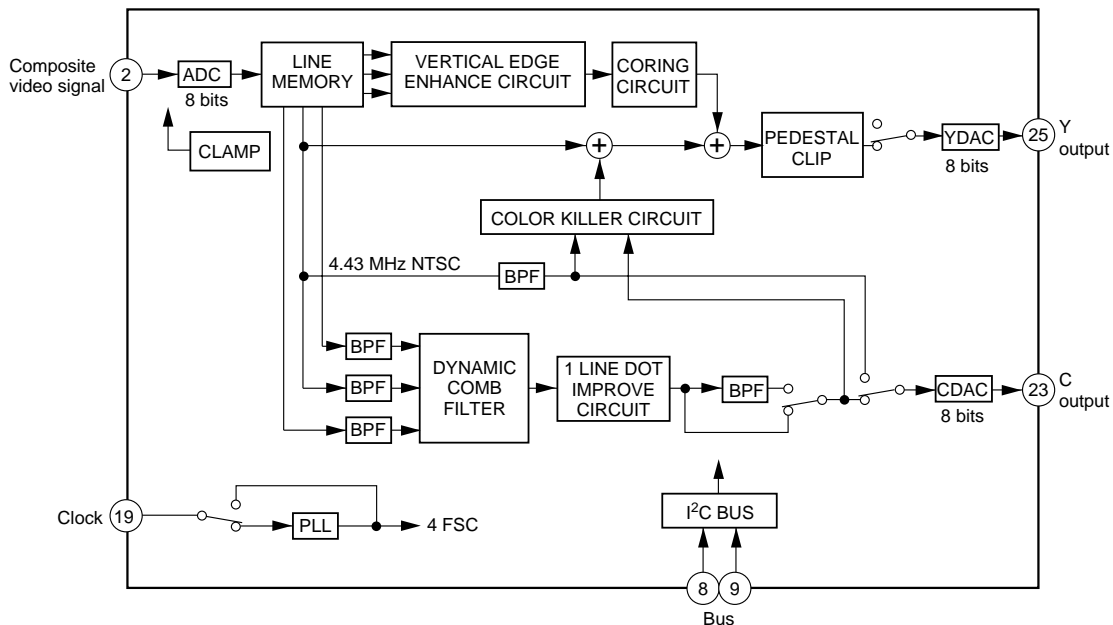 Composite
video signal
2
ADC
8 bits
CLAMP
LINE
MEMORY
VERTICAL EDGE
ENHANCE CIRCUIT
CORING
CIRCUIT
+
+
PEDESTAL
CLIP
YDAC
8 bits
25
Y
output
COLOR KILLER CIRCUIT
4.43 MHz NTSC
BPF
BPF
BPF
BPF
DYNAMIC
COMB
FILTER
1 LINE DOT
IMPROVE
CIRCUIT
BPF
CDAC
8 bits
23
C
output
Clock
19
PLL
4 FSC
I²C BUS
8
9
Bus